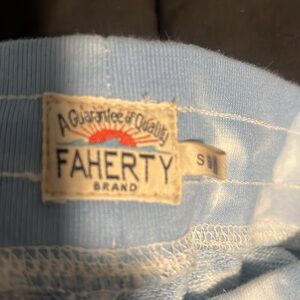 A Guarantee of Quality
FAHERTY
BRAND
S